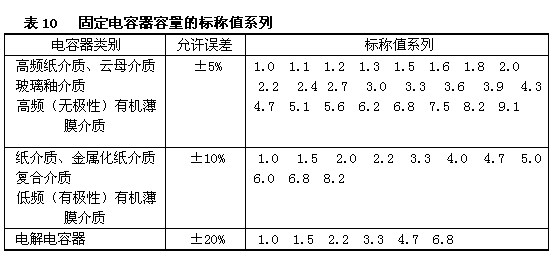 表 10 固定电容器容量的标称值系列
电容器类别 允许误差 标称值系列
高频纸介质、云母介质 ±5% 1.0 1.1 1.2 1.3 1.5 1.6 1.8 2.0
玻璃釉介质 2.2 2.4 2.7 3.0 3.3 3.6 3.9 4.3
高频（无极性）有机薄 4.7 5.1 5.6 6.2 6.8 7.5 8.2 9.1
膜介质
纸介质、金属化纸介质 ±10% 1.0 1.5 2.0 2.2 3.3 4.0 4.7 5.0
复合介质 6.0 6.8 8.2
低频（有极性）有机薄
膜介质
电解电容器 ±20% 1.0 1.5 2.2 3.3 4.7 6.8